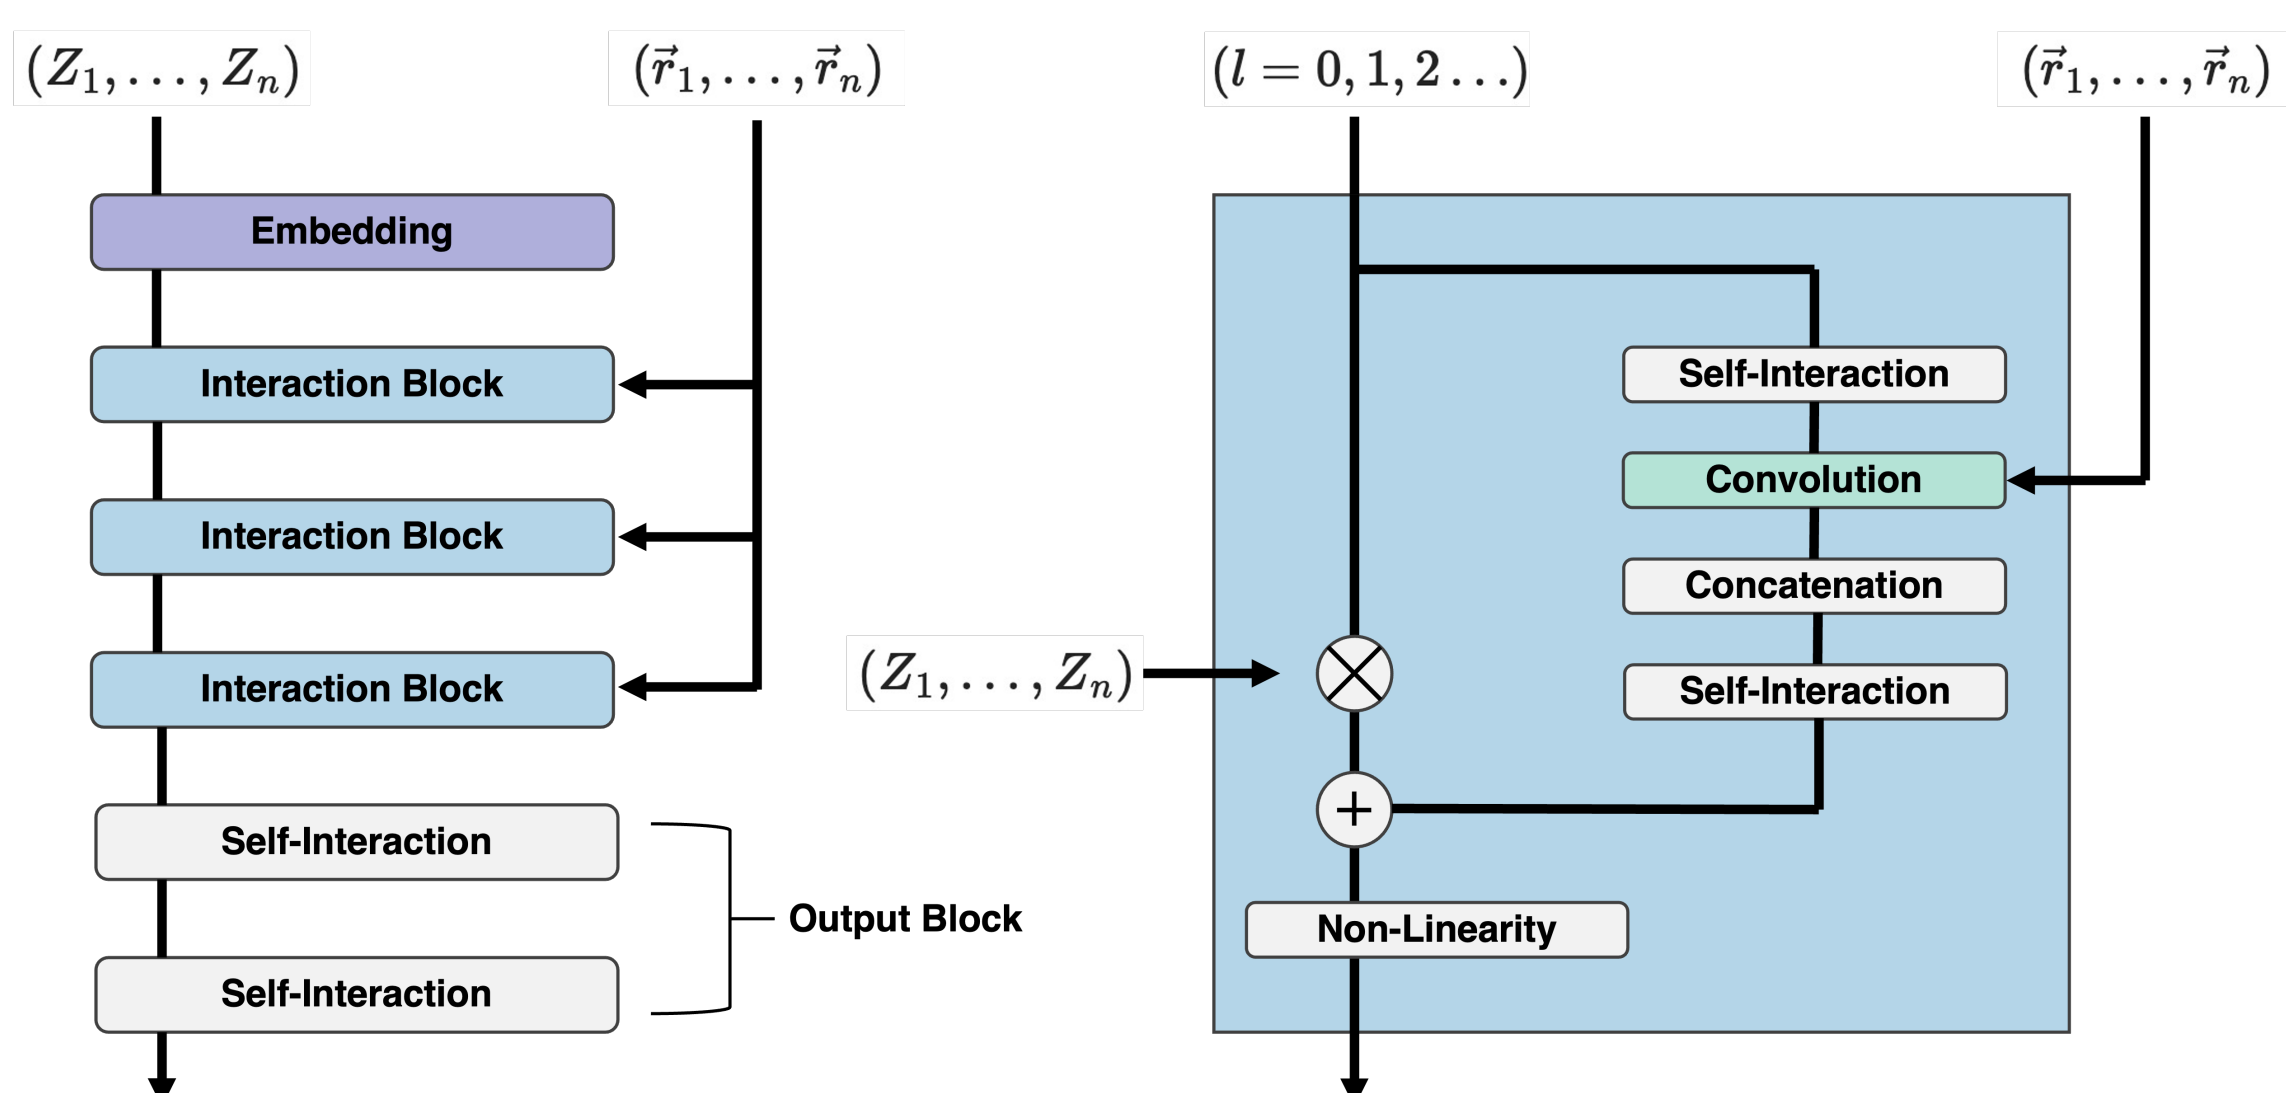 (Z₁, . . . , Zₙ)
(r⃗₁, . . . , r⃗ₙ)
Embedding
Interaction Block
Interaction Block
Interaction Block
Self-Interaction
Self-Interaction
Output Block
(l = 0, 1, 2 . . .)
(r⃗₁, . . . , r⃗ₙ)
Self-Interaction
Convolution
Concatenation
Self-Interaction
(Z₁, . . . , Zₙ)
+
Non-Linearity